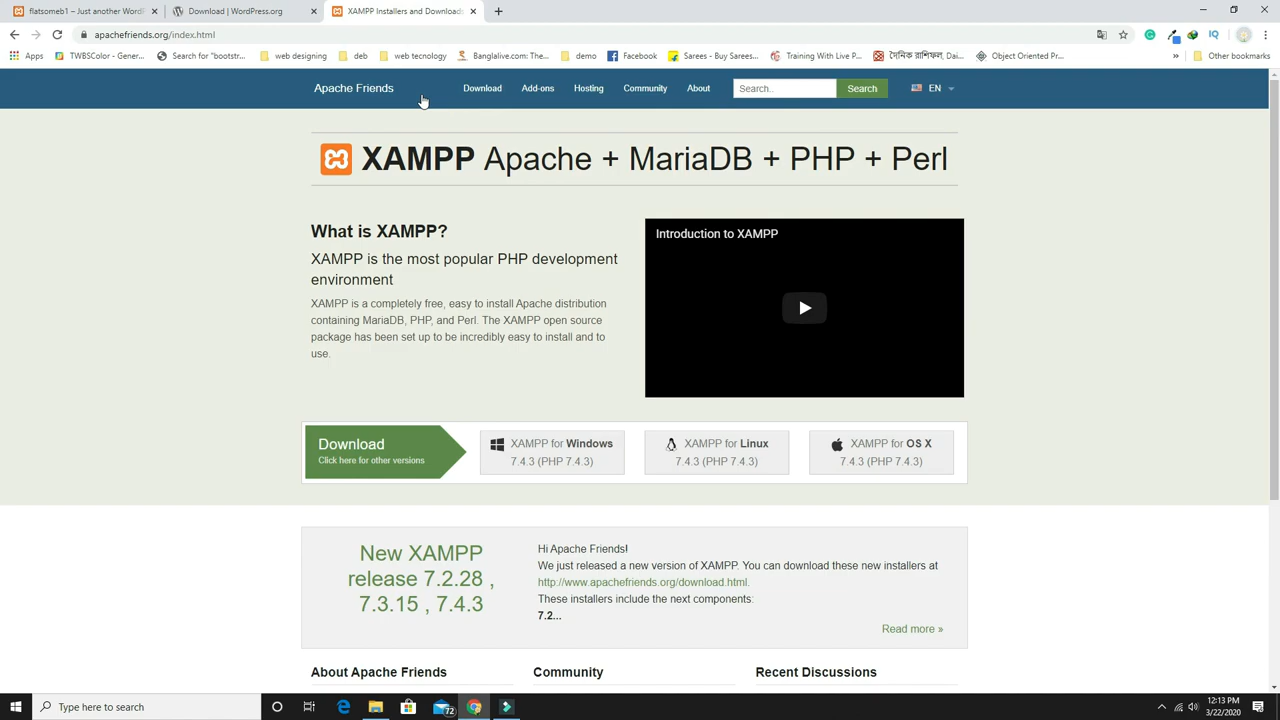 flatsomeb1 – Just another WordPr
Download | WordPress.org
XAMPP Installers and Downloads
apachefriends.org/index.html
Apps
TWBSColor - Gener...
Search for "bootstr...
web designing
deb
web tecnology
Banglalive.com: The...
demo
Facebook
Sarees – Buy Sarees...
Training With Live P...
দৈনিক রাশিফল, Dai...
Object Oriented Pro...
»
Other bookmarks
Apache Friends
Download
Add-ons
Hosting
Community
About
Search..
Search
EN
XAMPP Apache + MariaDB + PHP + Perl
What is XAMPP?
XAMPP is the most popular PHP development
environment
XAMPP is a completely free, easy to install Apache distribution
containing MariaDB, PHP, and Perl. The XAMPP open source
package has been set up to be incredibly easy to install and to
use.
Introduction to XAMPP
Download
Click here for other versions
XAMPP for Windows
7.4.3 (PHP 7.4.3)
XAMPP for Linux
7.4.3 (PHP 7.4.3)
XAMPP for OS X
7.4.3 (PHP 7.4.3)
New XAMPP
release 7.2.28 ,
7.3.15 , 7.4.3
Hi Apache Friends!
We just released a new version of XAMPP. You can download these new installers at
http://www.apachefriends.org/download.html.
These installers include the next components:
7.2...
Read more »
About Apache Friends
Community
Recent Discussions
Type here to search
72
12:13 PM
3/22/2020